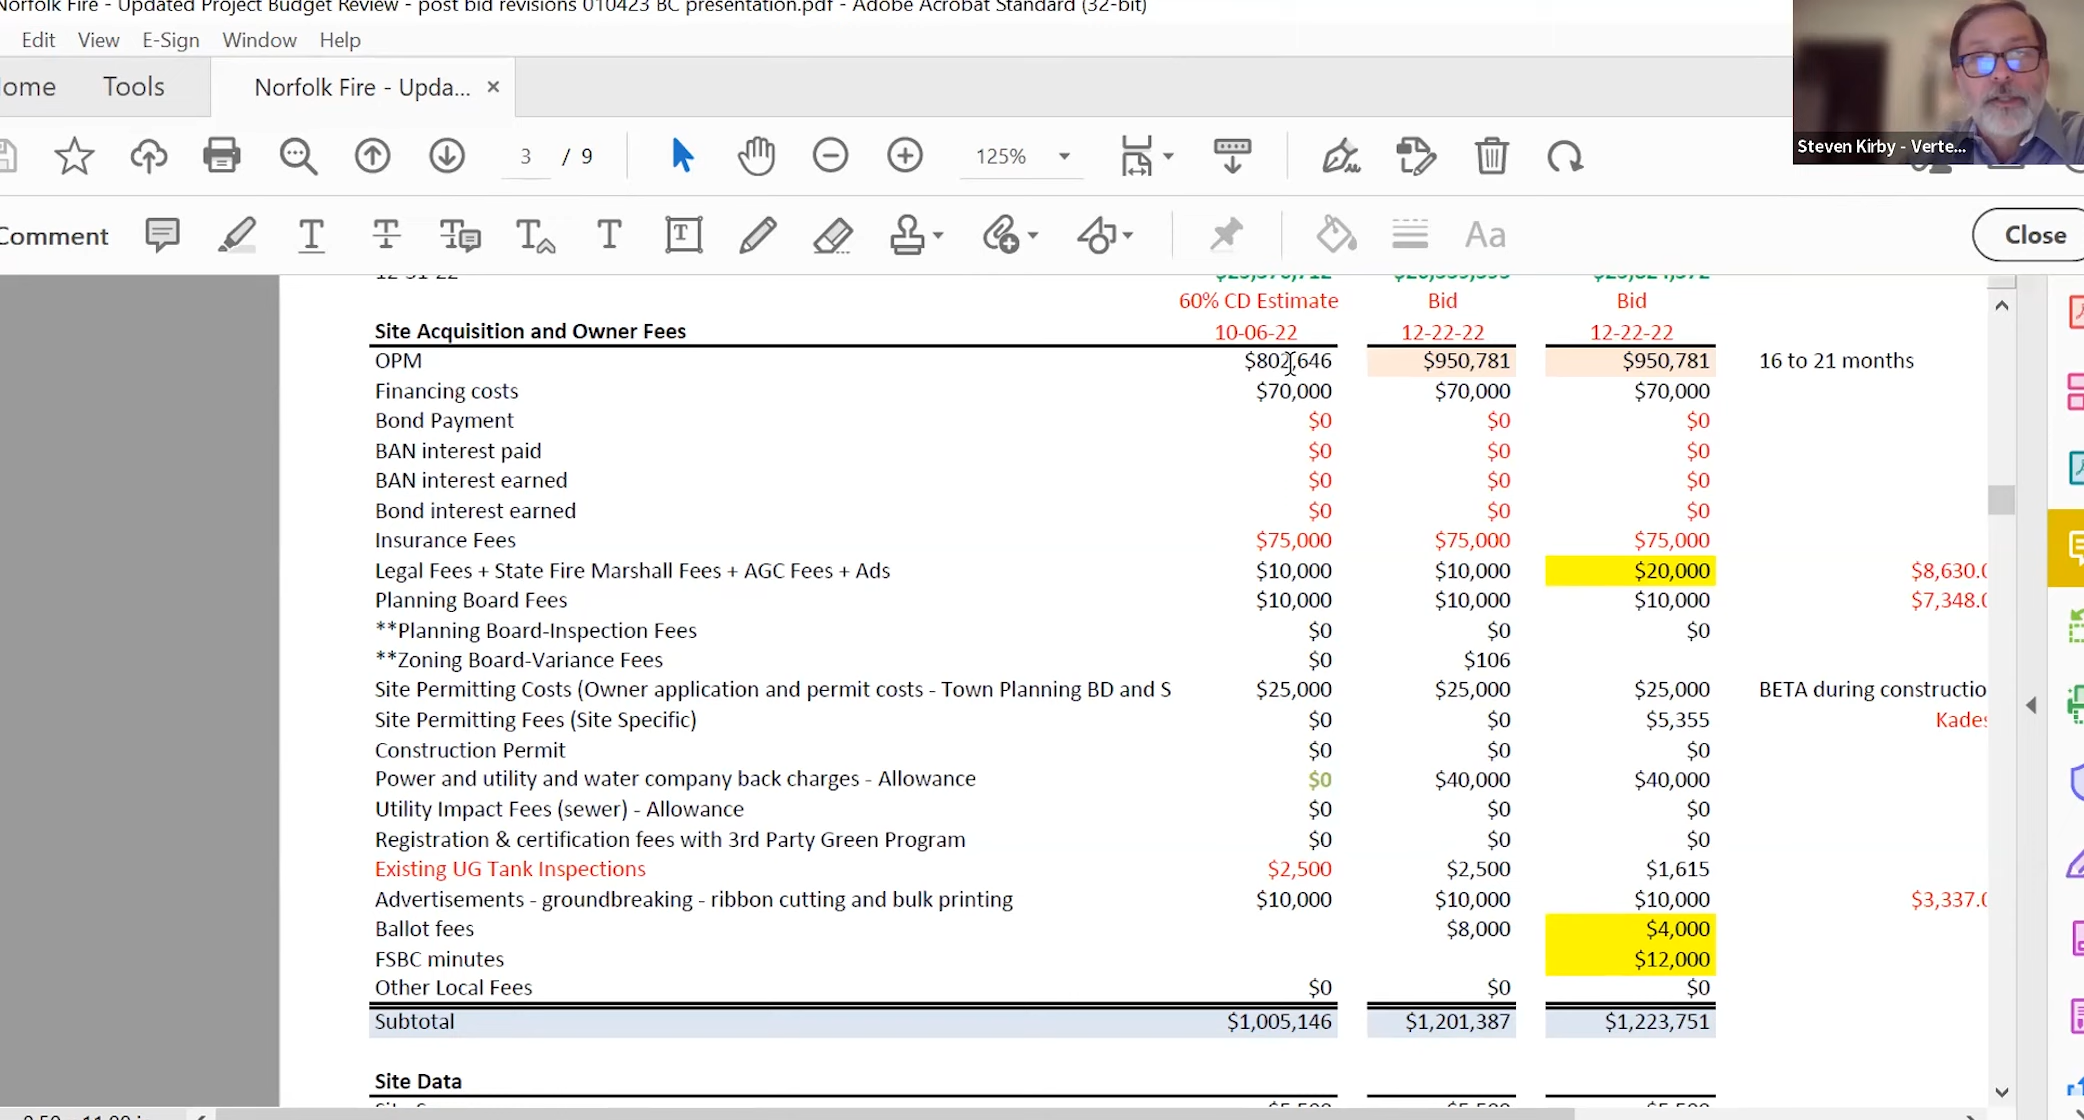 Norfolk Fire - Updated Project Budget Review - post bid revisions 010423 BC presentation.pdf - Adobe Acrobat Standard (32-bit)
Edit View E-Sign Window Help
ome Tools Norfolk Fire - Upda... ×
3 / 9 125%
Steven Kirby - Verte...
Comment Close
60% CD Estimate Bid Bid
Site Acquisition and Owner Fees 10-06-22 12-22-22 12-22-22
OPM $802,646 $950,781 $950,781 16 to 21 months
Financing costs $70,000 $70,000 $70,000
Bond Payment $0 $0 $0
BAN interest paid $0 $0 $0
BAN interest earned $0 $0 $0
Bond interest earned $0 $0 $0
Insurance Fees $75,000 $75,000 $75,000
Legal Fees + State Fire Marshall Fees + AGC Fees + Ads $10,000 $10,000 $20,000 $8,630.0
Planning Board Fees $10,000 $10,000 $10,000 $7,348.0
**Planning Board-Inspection Fees $0 $0 $0
**Zoning Board-Variance Fees $0 $106
Site Permitting Costs (Owner application and permit costs - Town Planning BD and S $25,000 $25,000 $25,000 BETA during constructio
Site Permitting Fees (Site Specific) $0 $0 $5,355 Kades
Construction Permit $0 $0 $0
Power and utility and water company back charges - Allowance $0 $40,000 $40,000
Utility Impact Fees (sewer) - Allowance $0 $0 $0
Registration & certification fees with 3rd Party Green Program $0 $0 $0
Existing UG Tank Inspections $2,500 $2,500 $1,615
Advertisements - groundbreaking - ribbon cutting and bulk printing $10,000 $10,000 $10,000 $3,337.0
Ballot fees $8,000 $4,000
FSBC minutes $12,000
Other Local Fees $0 $0 $0
Subtotal $1,005,146 $1,201,387 $1,223,751
Site Data